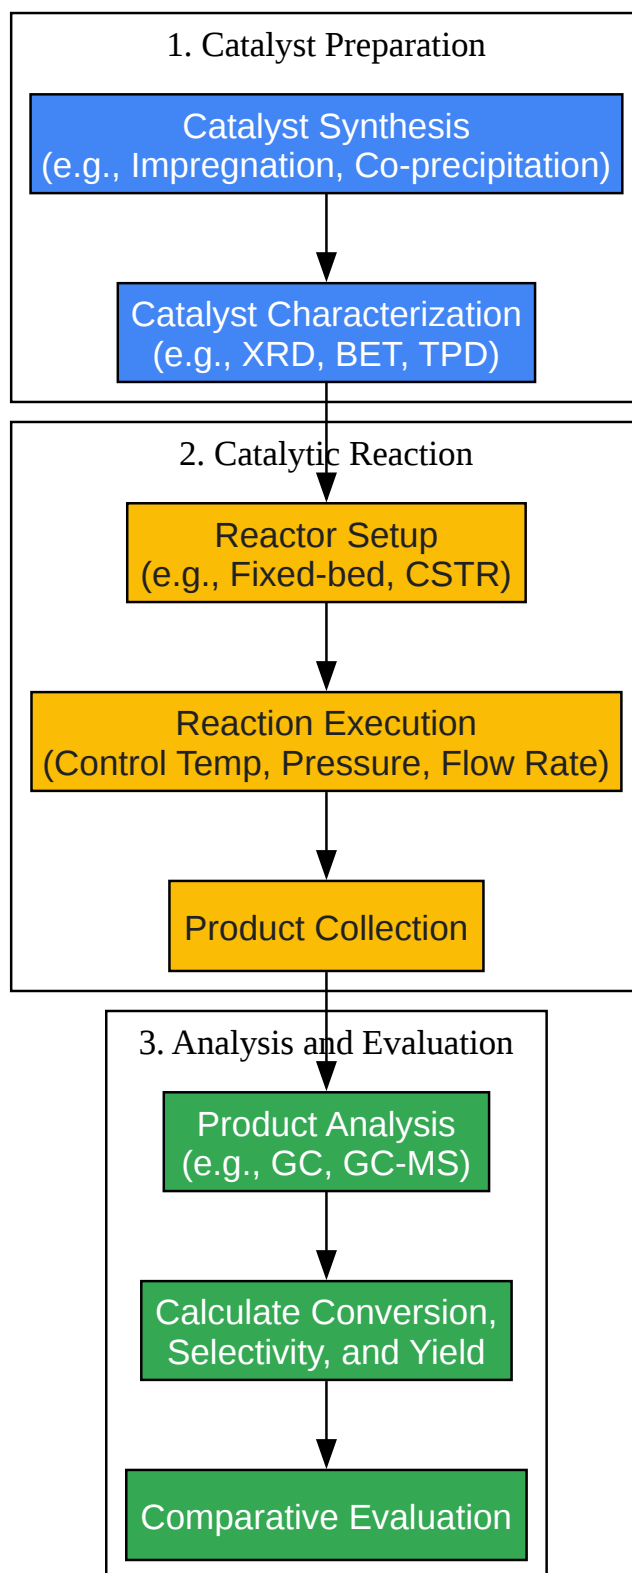 1. Catalyst Preparation
Catalyst Synthesis
(e.g., Impregnation, Co-precipitation)
Catalyst Characterization
(e.g., XRD, BET, TPD)
2. Catalytic Reaction
Reactor Setup
(e.g., Fixed-bed, CSTR)
Reaction Execution
(Control Temp, Pressure, Flow Rate)
Product Collection
3. Analysis and Evaluation
Product Analysis
(e.g., GC, GC-MS)
Calculate Conversion,
Selectivity, and Yield
Comparative Evaluation